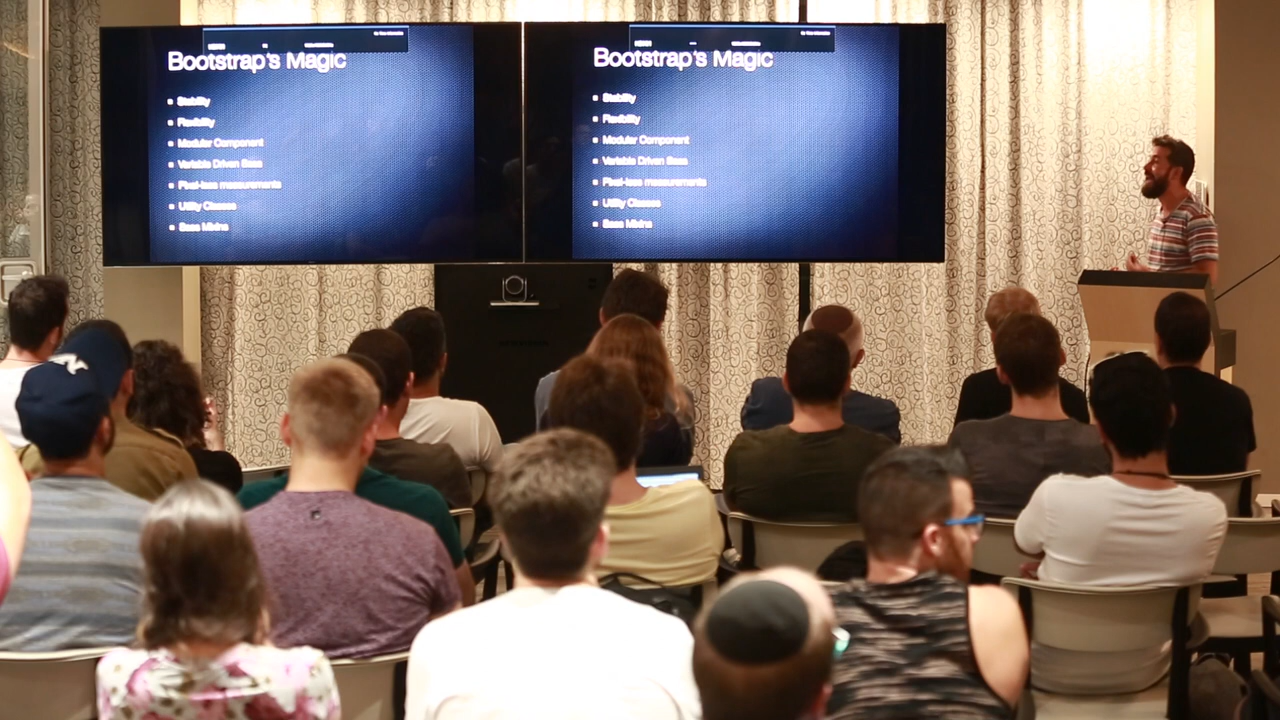 Bootstrap's Magic
Stability
Flexibility
Modular Component
Variable Driven Sass
Pixel-less measurements
Utility Classes
Sass Mixins
Bootstrap's Magic
Stability
Flexibility
Modular Component
Variable Driven Sass
Pixel-less measurements
Utility Classes
Sass Mixins